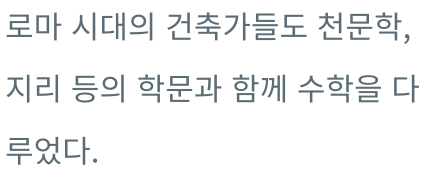 로마 시대의 건축가들도 천문학,
지리 등의 학문과 함께 수학을 다
루었다.